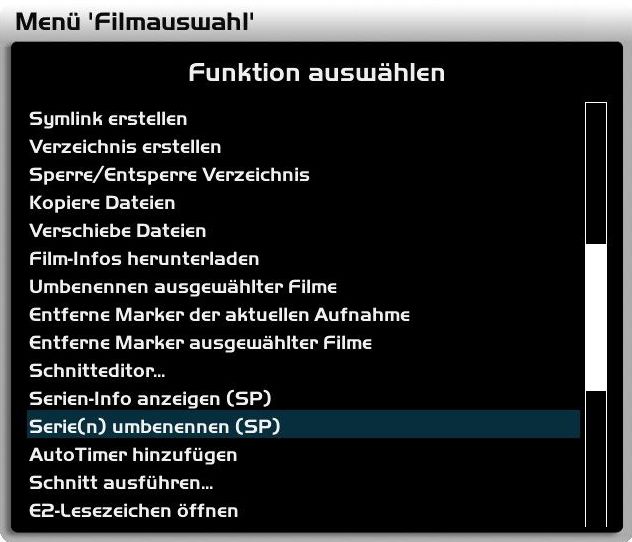 Menü 'Filmauswahl'
Funktion auswählen
Symlink erstellen
Verzeichnis erstellen
Sperre/Entsperre Verzeichnis
Kopiere Dateien
Verschiebe Dateien
Film-Infos herunterladen
Umbenennen ausgewählter Filme
Entferne Marker der aktuellen Aufnahme
Entferne Marker ausgewählter Filme
Schnitteditor...
Serien-Info anzeigen (SP)
Serie(n) umbenennen (SP)
AutoTimer hinzufügen
Schnitt ausführen...
E2-Lesezeichen öffnen